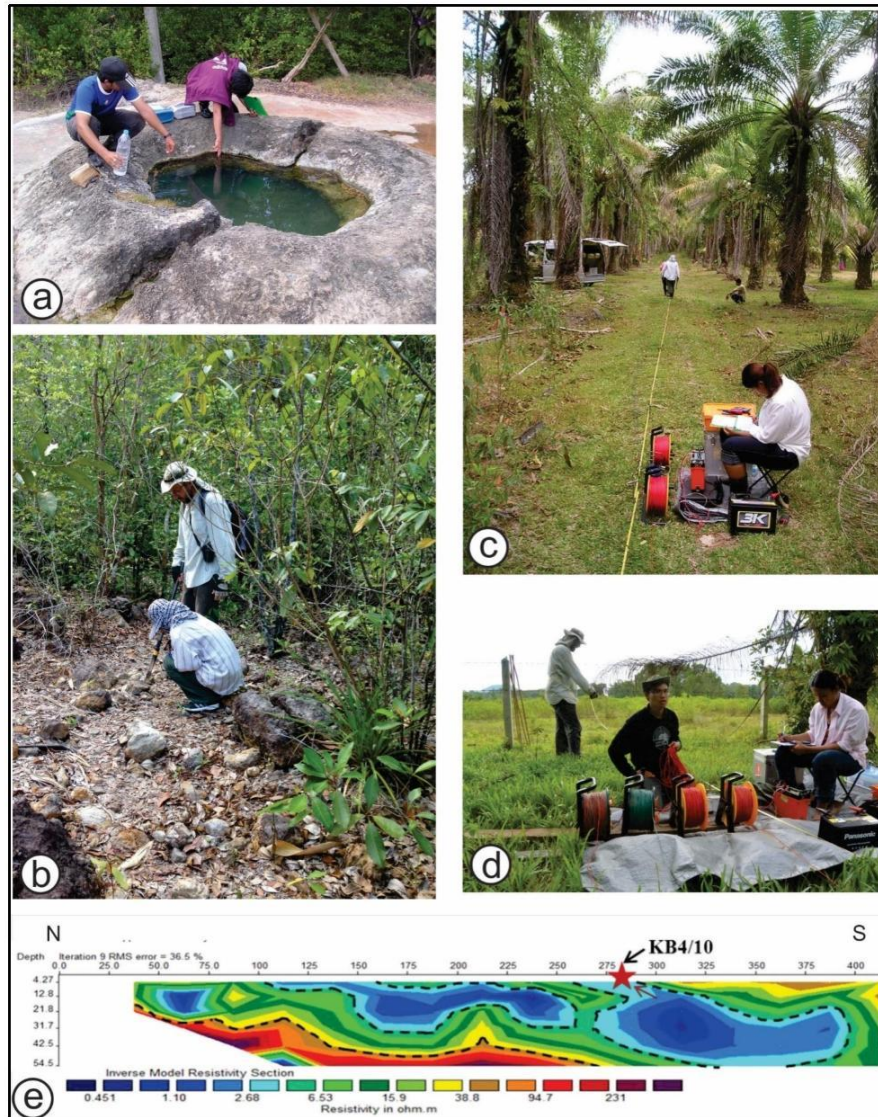 a
b
c
3K
d
Panasonic
N
S
KB4/10
Depth Iteration 9 RMS error = 36.5 %
0.0 25.0 50.0 75.0 100 125 150 175 200 225 250 275 300 325 350 375 400
4.27
12.8
21.8
31.7
42.5
54.5
Inverse Model Resistivity Section
0.451 1.10 2.68 6.53 15.9 38.8 94.7 231
Resistivity in ohm.m
e